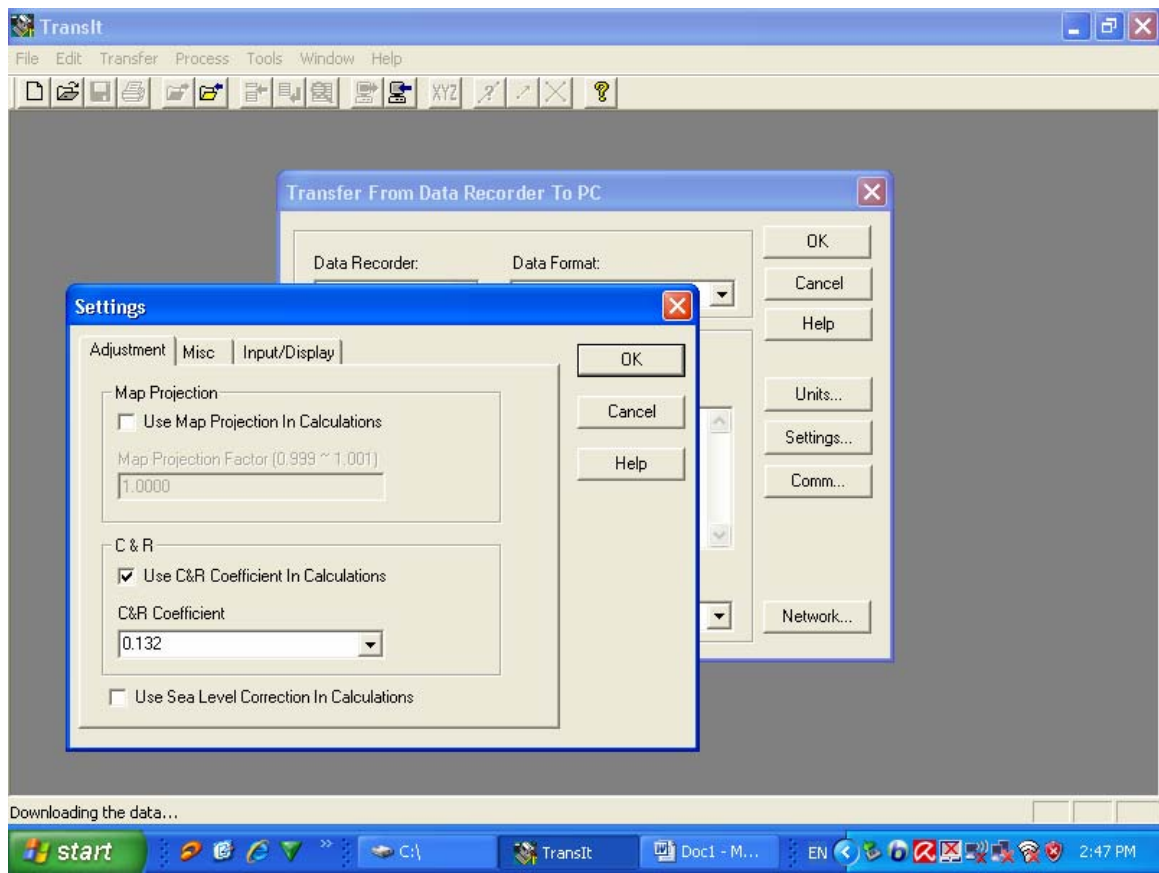 TransIt
File Edit Transfer Process Tools Window Help
XYZ
Transfer From Data Recorder To PC
OK
Data Recorder: Data Format:
Cancel
Settings
Help
Adjustment Misc Input/Display
OK
Map Projection
Units...
Use Map Projection In Calculations
Cancel
Settings...
Map Projection Factor (0.999 ~ 1.001)
Help
1.0000
Comm...
C & R
Use C&R Coefficient In Calculations
C&R Coefficient
Network...
0.132
Use Sea Level Correction In Calculations
Downloading the data...
start C:\ TransIt Doc1 - M... EN 2:47 PM